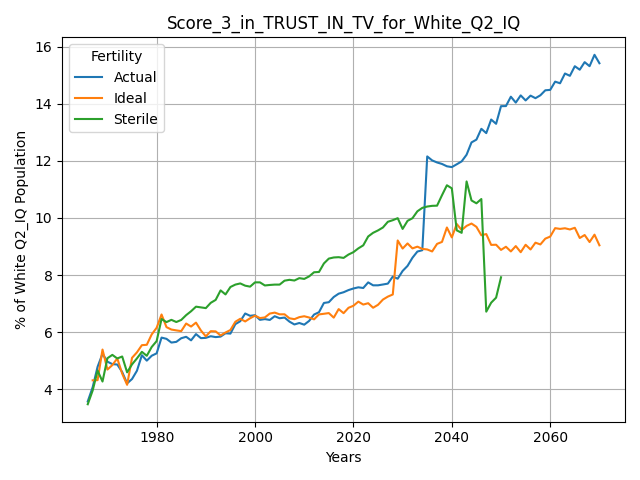 Score_3_in_TRUST_IN_TV_for_White_Q2_IQ
Fertility
Actual
Ideal
Sterile
% of White Q2_IQ Population
16
14
12
10
8
6
4
1980
2000
2020
2040
2060
Years